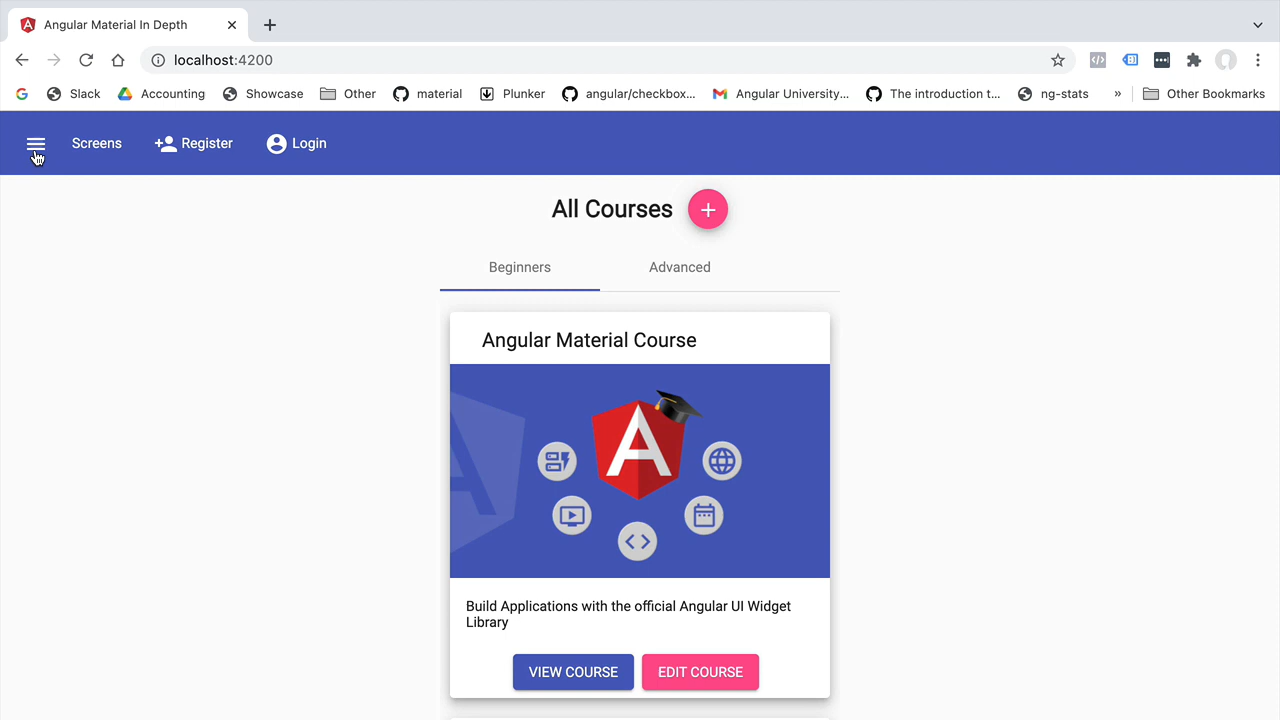 Angular Material In Depth
localhost:4200
Slack Accounting Showcase Other material Plunker angular/checkbox... Angular University... The introduction t... ng-stats » Other Bookmarks
Screens Register Login
All Courses +
Beginners Advanced
Angular Material Course
Build Applications with the official Angular UI Widget
Library
VIEW COURSE EDIT COURSE